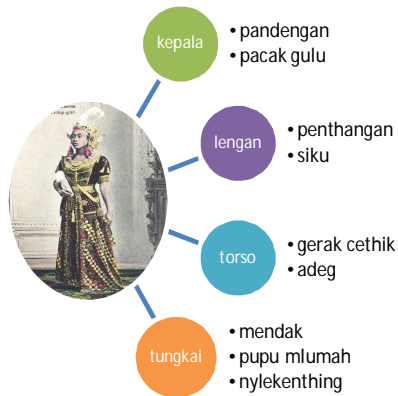 kepala
• pandengan
• pacak gulu
lengan
• penthangan
• siku
torso
• gerak cethik
• adeg
tungkai
• mendak
• pupu mlumah
• nylekenthing